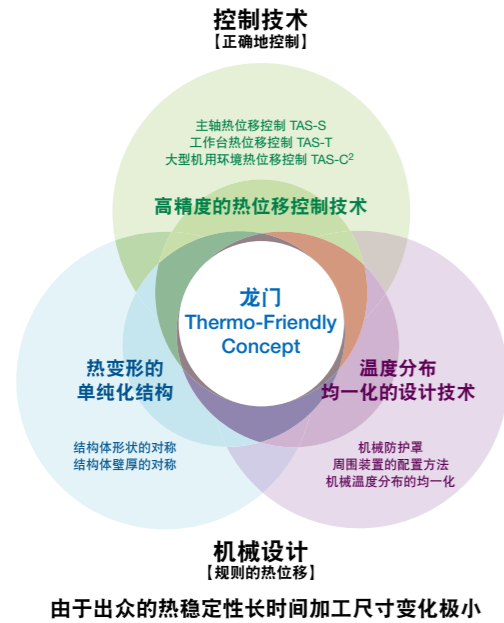 控制技术
【正确地控制】
主轴热位移控制 TAS-S
工作台热位移控制 TAS-T
大型机用环境热位移控制 TAS-C²
高精度的热位移控制技术
龙门
Thermo-Friendly
Concept
热变形的
单纯化结构
结构体形状的对称
结构体壁厚的对称
温度分布
均一化的设计技术
机械防护罩
周围装置的配置方法
机械温度分布的均一化
机械设计
【规则的热位移】
由于出众的热稳定性长时间加工尺寸变化极小